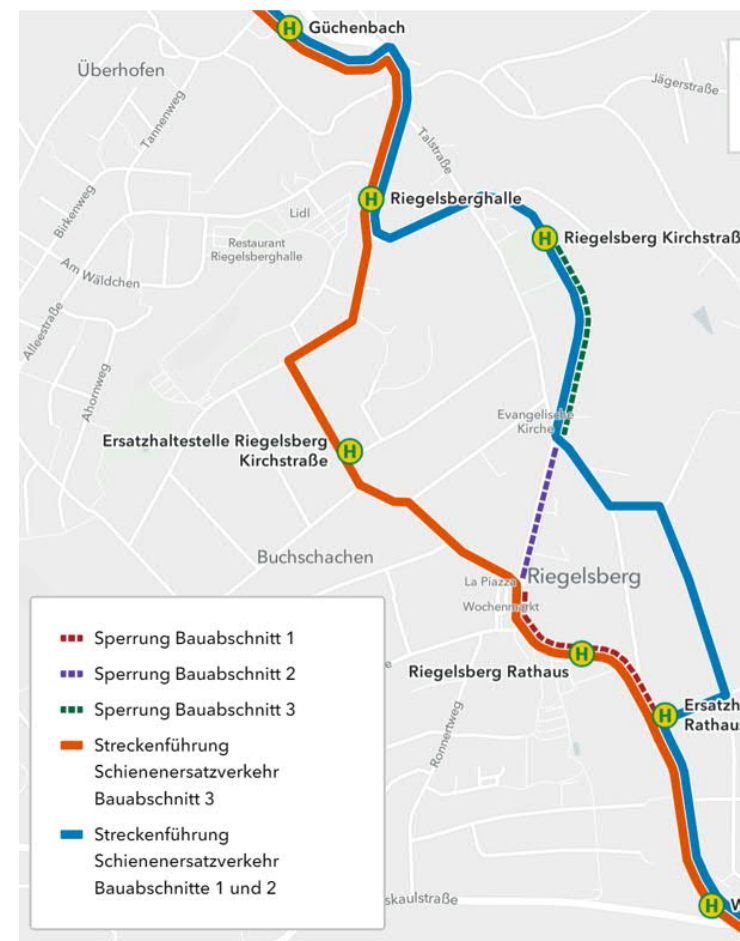 Güchenbach
Überhofen
Jägerstraße
Tannenweg
Talstraße
Riegelsberghalle
Birkenweg
Lidl
Restaurant
Riegelsberghalle
Riegelsberg Kirchstraß
Am Wäldchen
Alleestraße
Ahornweg
Evangelische
Kirche
Ersatzhaltestelle Riegelsberg
Kirchstraße
Buchschachen
La Piazza
Riegelsberg
Wochenmarkt
Riegelsberg Rathaus
Ersatzh
Rathaus
Ronnertweg
skaulstraße
W
Sperrung Bauabschnitt 1
Sperrung Bauabschnitt 2
Sperrung Bauabschnitt 3
Streckenführung
Schienenersatzverkehr
Bauabschnitt 3
Streckenführung
Schienenersatzverkehr
Bauabschnitte 1 und 2
H
H
H
H
H
H
H